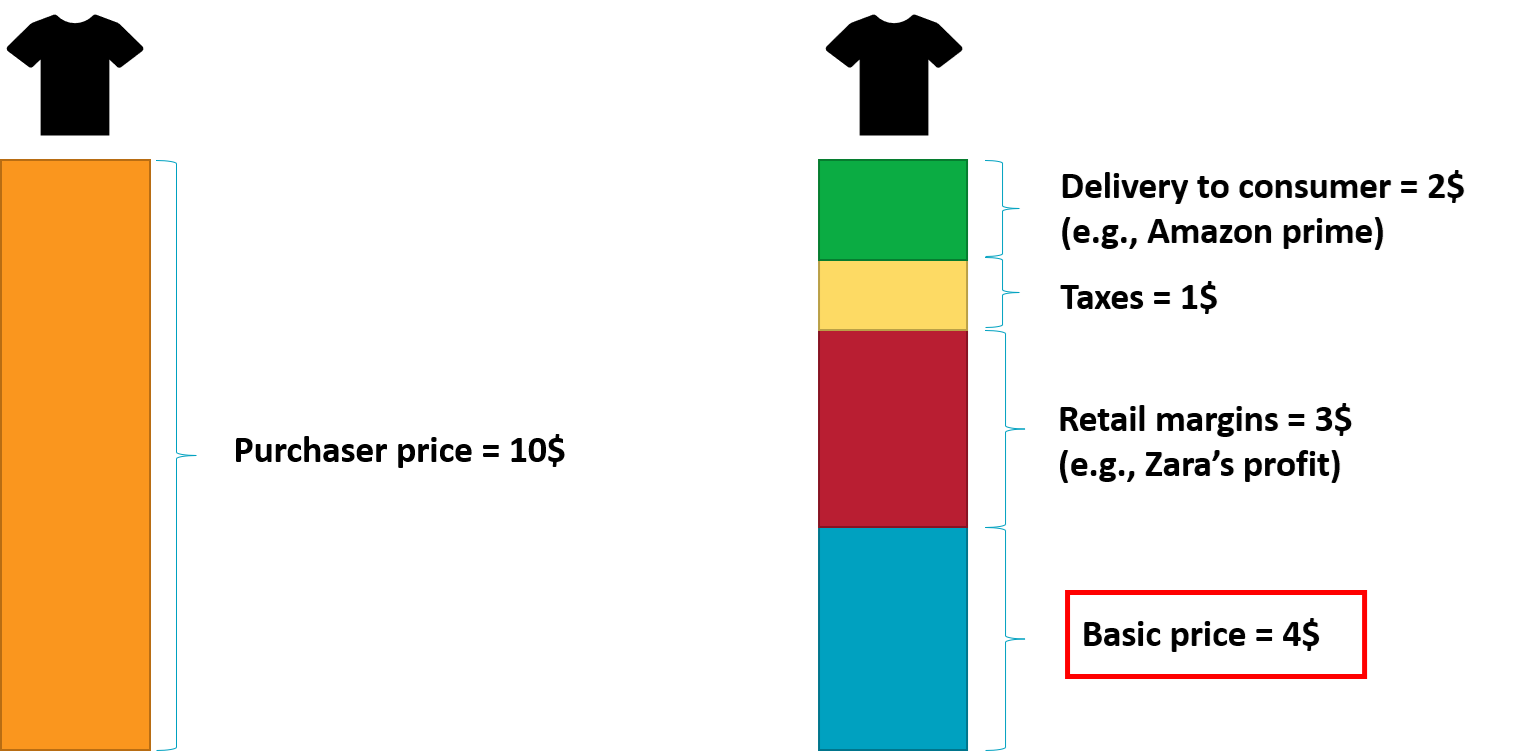 Purchaser price = 10$
Delivery to consumer = 2$
(e.g., Amazon prime)
Taxes = 1$
Retail margins = 3$
(e.g., Zara’s profit)
Basic price = 4$